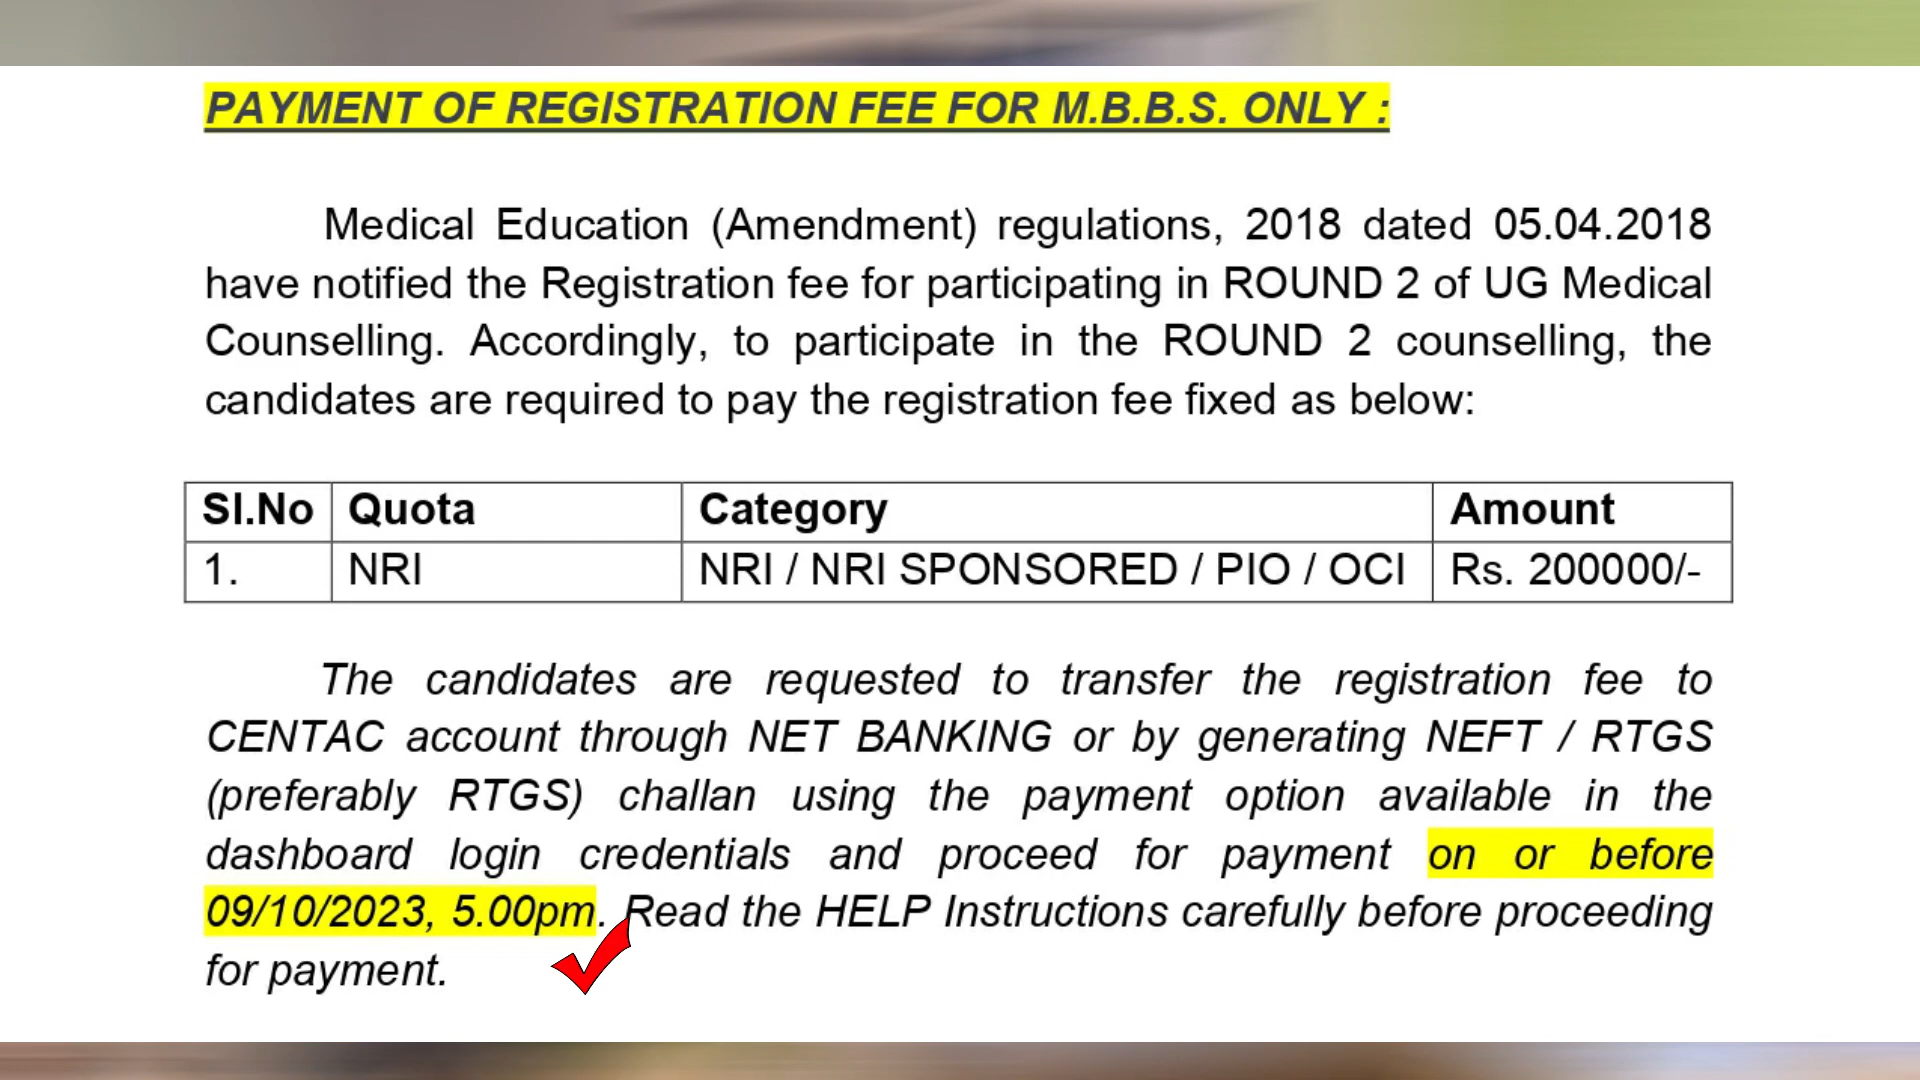 PAYMENT OF REGISTRATION FEE FOR M.B.B.S. ONLY :
Medical Education (Amendment) regulations, 2018 dated 05.04.2018
have notified the Registration fee for participating in ROUND 2 of UG Medical
Counselling. Accordingly, to participate in the ROUND 2 counselling, the
candidates are required to pay the registration fee fixed as below:
Sl.No Quota Category Amount
1. NRI NRI / NRI SPONSORED / PIO / OCI Rs. 200000/-
The candidates are requested to transfer the registration fee to
CENTAC account through NET BANKING or by generating NEFT / RTGS
(preferably RTGS) challan using the payment option available in the
dashboard login credentials and proceed for payment on or before
09/10/2023, 5.00pm. Read the HELP Instructions carefully before proceeding
for payment.